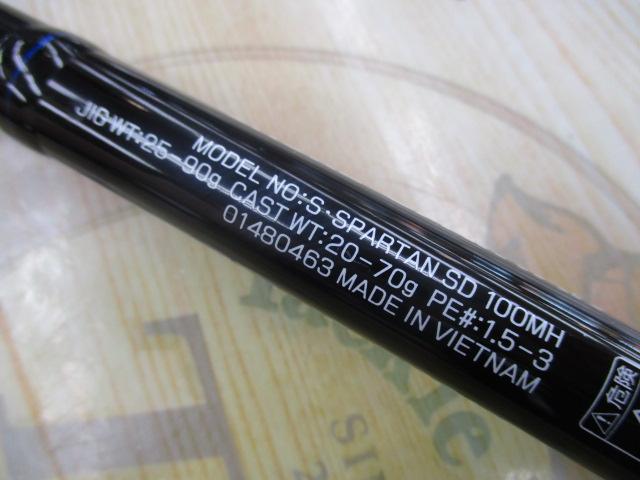 MODEL NO:S·SPARTAN SD 100MH
JIG WT:25-90g CAST WT:20-70g PE#:1.5-3
01480463 MADE IN VIETNAM
危険